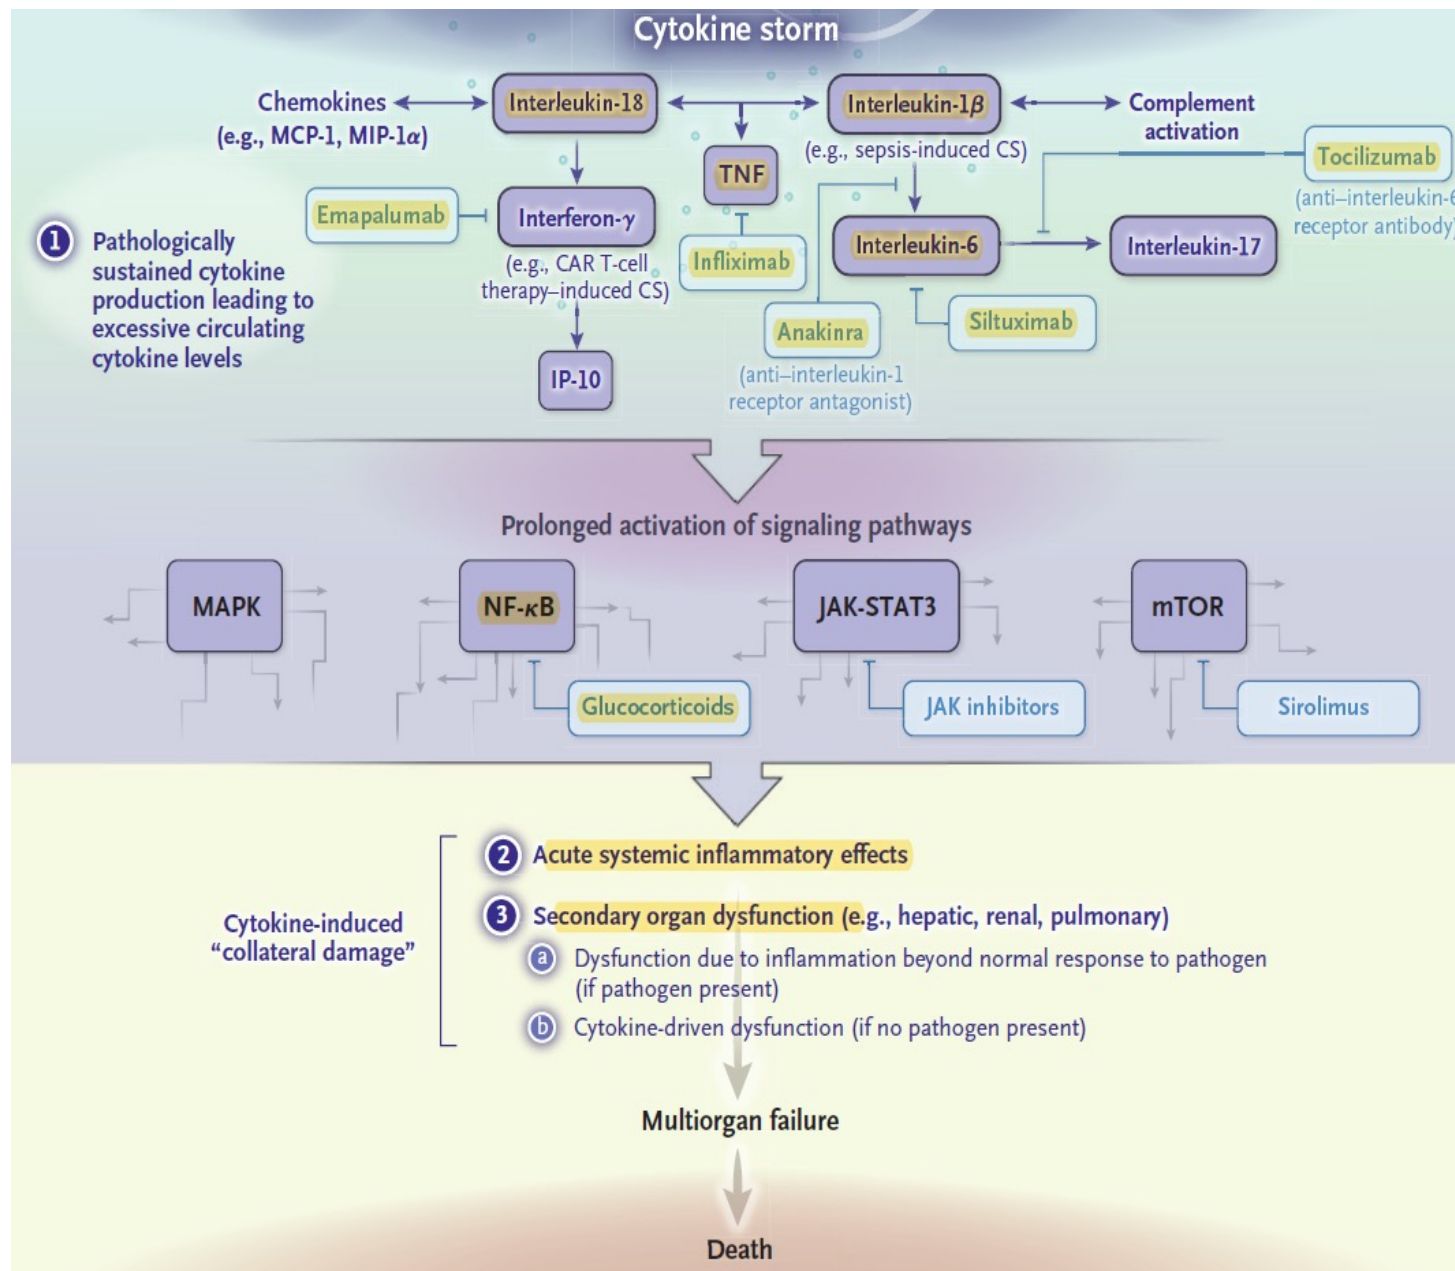 Cytokine storm
Chemokines
(e.g., MCP-1, MIP-1α)
Interleukin-18
Interleukin-1β
(e.g., sepsis-induced CS)
Complement
activation
TNF
Tocilizumab
(anti–interleukin-6
receptor antibody)
Emapalumab
Interferon-γ
(e.g., CAR T-cell
therapy–induced CS)
Infliximab
Interleukin-6
Interleukin-17
1
Pathologically
sustained cytokine
production leading to
excessive circulating
cytokine levels
Anakinra
(anti–interleukin-1
receptor antagonist)
Siltuximab
IP-10
Prolonged activation of signaling pathways
MAPK
NF-κB
JAK-STAT3
mTOR
Glucocorticoids
JAK inhibitors
Sirolimus
Cytokine-induced
“collateral damage”
2 Acute systemic inflammatory effects
3 Secondary organ dysfunction (e.g., hepatic, renal, pulmonary)
a Dysfunction due to inflammation beyond normal response to pathogen
(if pathogen present)
b Cytokine-driven dysfunction (if no pathogen present)
Multiorgan failure
Death